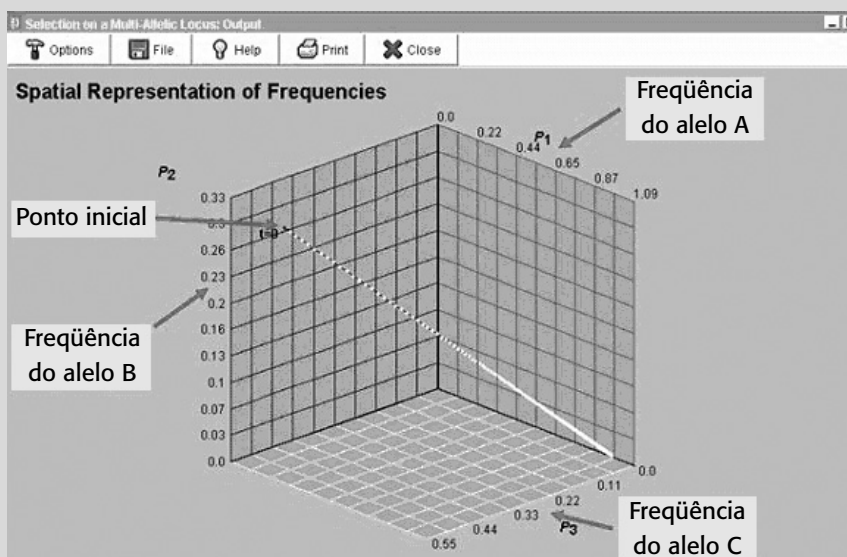 Selection on a Multi-Allelic Locus: Output
Options File Help Print Close
Spatial Representation of Frequencies
Freqüência
do alelo A
P2
Ponto inicial
t=0
Freqüência
do alelo B
0.33
0.3
0.26
0.23
0.2
0.16
0.13
0.1
0.07
0.03
0.0
0.0
0.22
P1
0.44
0.65
0.87
1.09
0.0
0.11
0.22
0.33
P3
0.44
0.55
Freqüência
do alelo C